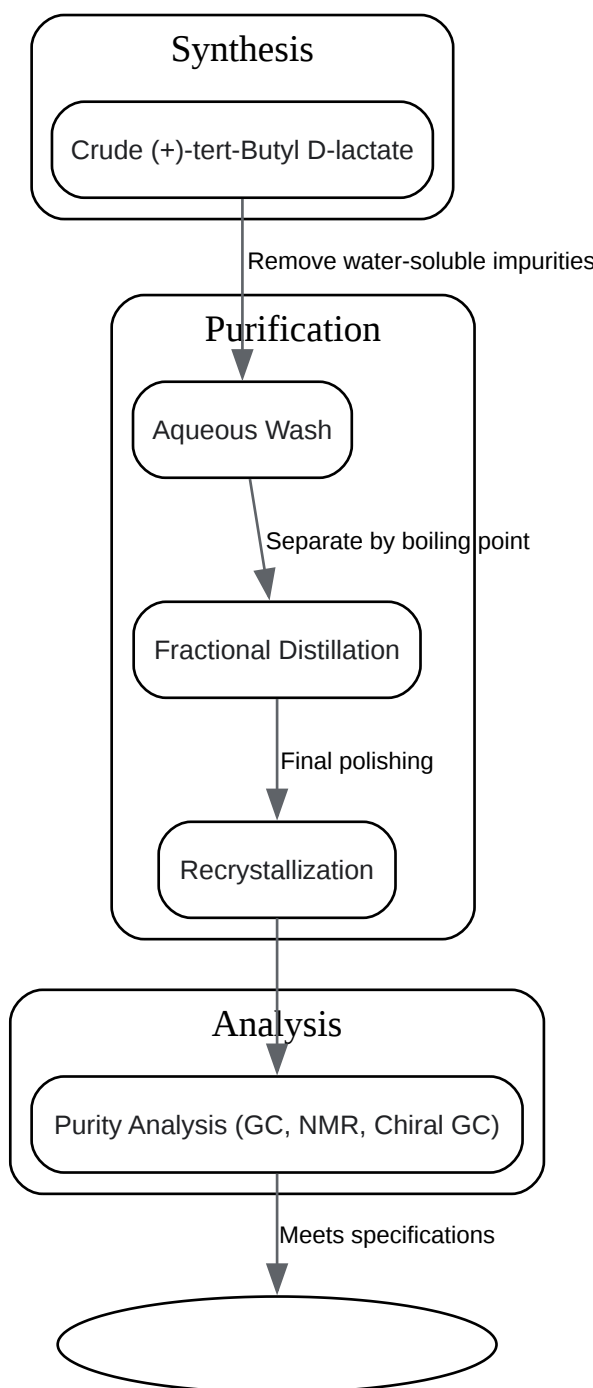 Synthesis
Crude (+)-tert-Butyl D-lactate
Remove water-soluble impurities
Purification
Aqueous Wash
Separate by boiling point
Fractional Distillation
Final polishing
Recrystallization
Analysis
Purity Analysis (GC, NMR, Chiral GC)
Meets specifications